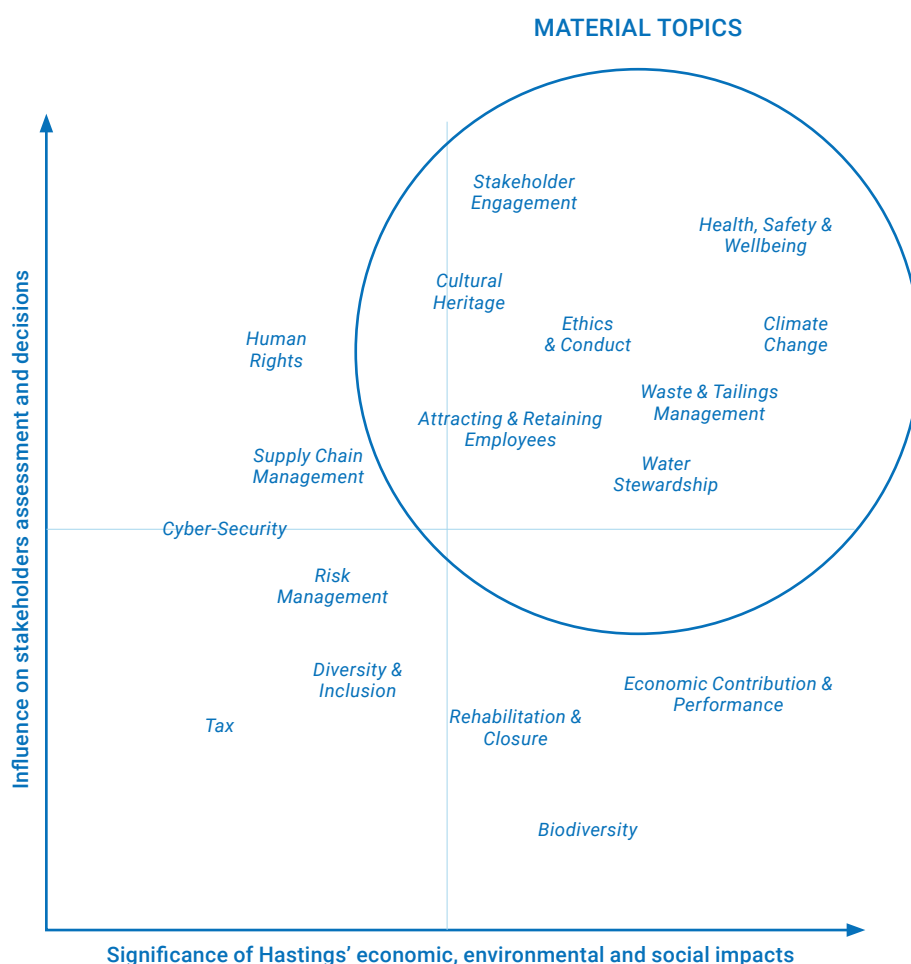 MATERIAL TOPICS
Influence on stakeholders assessment and decisions
Stakeholder
Engagement
Health, Safety &
Wellbeing
Cultural
Heritage
Ethics
& Conduct
Climate
Change
Human
Rights
Waste & Tailings
Management
Attracting & Retaining
Employees
Supply Chain
Management
Water
Stewardship
Cyber-Security
Risk
Management
Diversity &
Inclusion
Economic Contribution &
Performance
Tax
Rehabilitation &
Closure
Biodiversity
Significance of Hastings’ economic, environmental and social impacts